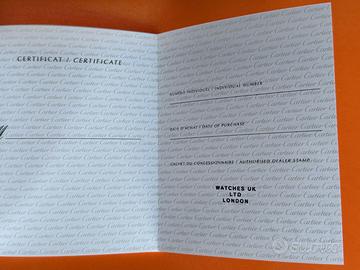 CERTIFICAT / CERTIFICATE
NUMÉRO INDIVIDUEL / INDIVIDUAL NUMBER
DATE D'ACHAT / DATE OF PURCHASE
CACHET DU CONCESSIONNAIRE / AUTHORISED DEALER STAMP
WATCHES UK
LTD
LONDON